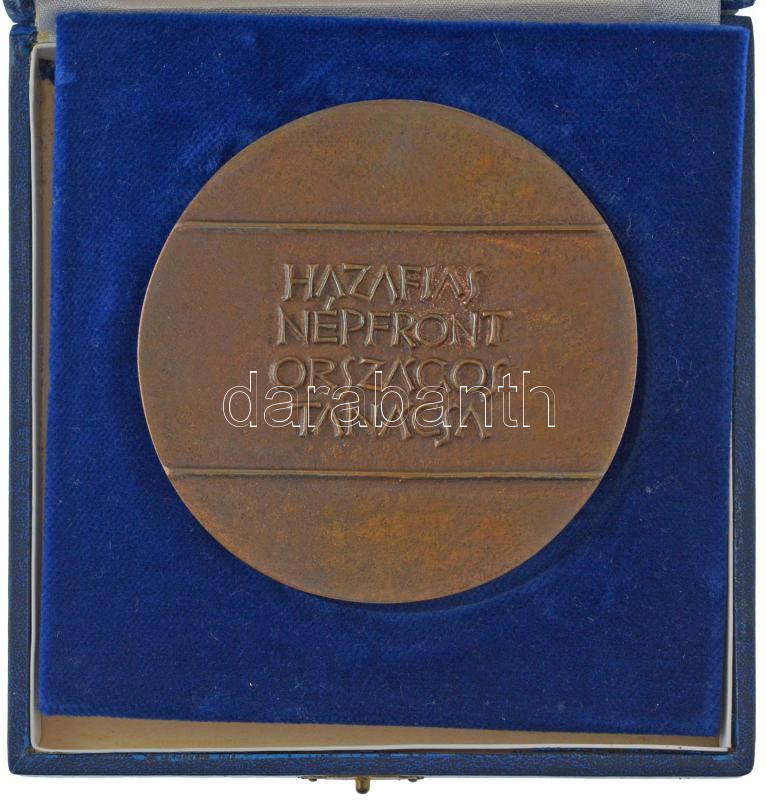 HAZAFIAS
NÉPFRONT
ORSZÁGOS
darabanth
TANÁCSA